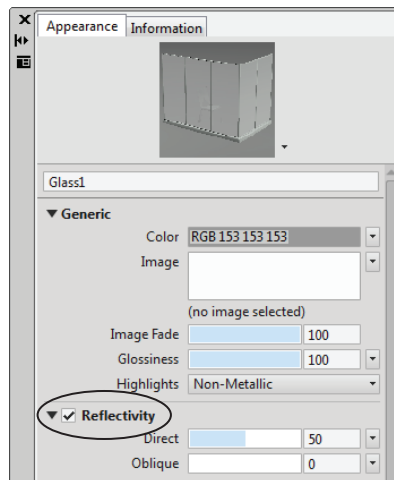 Appearance Information
Glass1
Generic
Color RGB 153 153 153
Image
(no image selected)
Image Fade 100
Glossiness 100
Highlights Non-Metallic
Reflectivity
Direct 50
Oblique 0